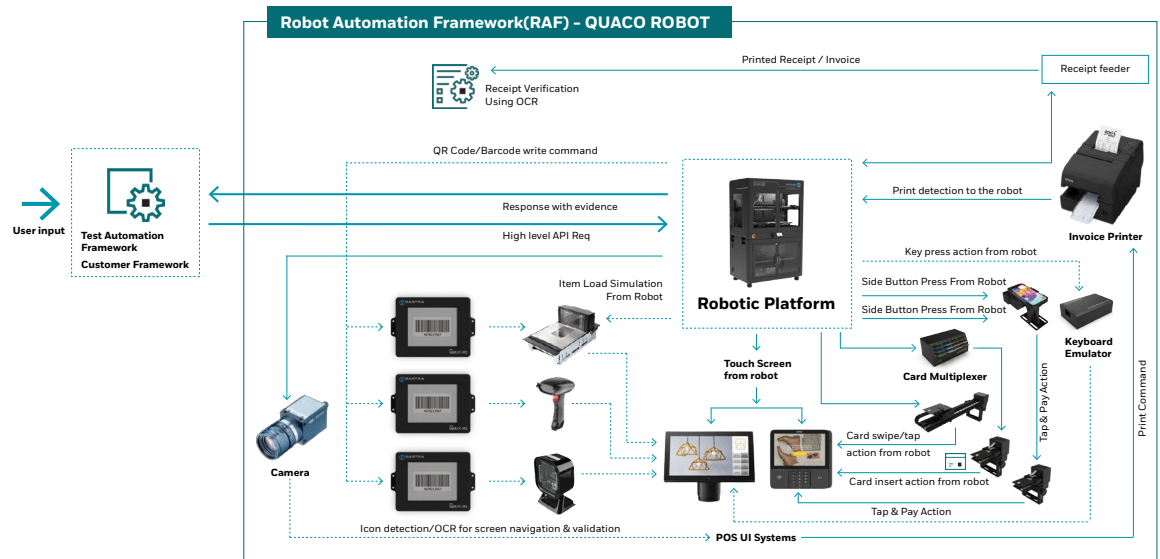 Robot Automation Framework(RAF) - QUACO ROBOT
Printed Receipt / Invoice
Receipt feeder
Receipt Verification
Using OCR
QR Code/Barcode write command
Print detection to the robot
Response with evidence
User input
Test Automation
Framework
Customer Framework
High level API Req
Invoice Printer
Key press action from robot
Item Load Simulation
From Robot
Robotic Platform
Side Button Press From Robot
Side Button Press From Robot
Keyboard
Emulator
Touch Screen
from robot
Card Multiplexer
Tap & Pay Action
Print Command
Card swipe/tap
action from robot
Camera
Card insert action from robot
Tap & Pay Action
Icon detection/OCR for screen navigation & validation
POS UI Systems